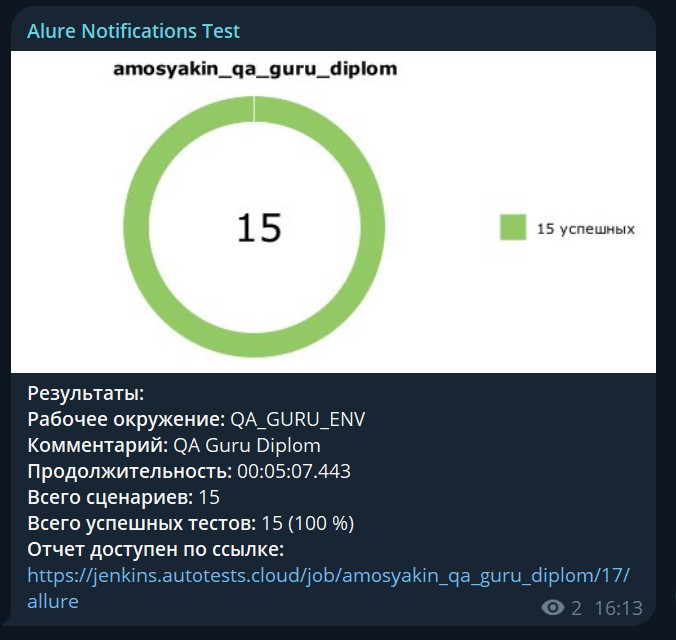 Alure Notifications Test
amosyakin_qa_guru_diplom
15
15 успешных
Результаты:
Рабочее окружение: QA_GURU_ENV
Комментарий: QA Guru Diplom
Продолжительность: 00:05:07.443
Всего сценариев: 15
Всего успешных тестов: 15 (100 %)
Отчет доступен по ссылке:
https://jenkins.autotests.cloud/job/amosyakin_qa_guru_diplom/17/
allure
2 16:13